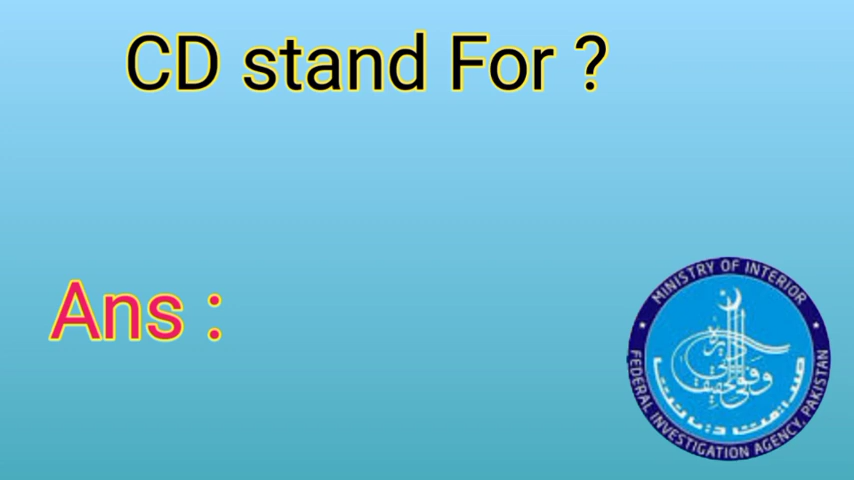 CD stand For ?
Ans :
MINISTRY OF INTERIOR
FEDERAL INVESTIGATION AGENCY, PAKISTAN